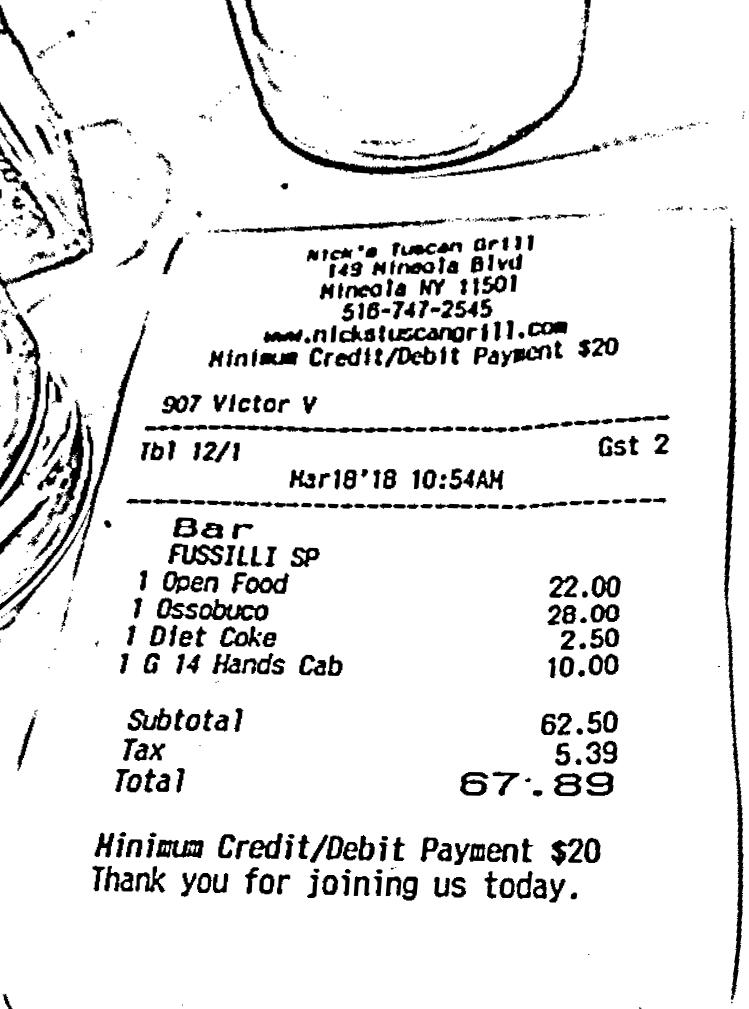 Nick's Tuscan Grill
149 Mineola Blvd
Mineola NY 11501
516-747-2545
www.nickstuscangrill.com
Minimum Credit/Debit Payment $20
907 Victor V
Tbl 12/1 Gst 2
Mar18'18 10:54AM
Bar
FUSSILLI SP
1 Open Food 22.00
1 Ossobuco 28.00
1 Diet Coke 2.50
1 G 14 Hands Cab 10.00
Subtotal 62.50
Tax 5.39
Total 67.89
Minimum Credit/Debit Payment $20
Thank you for joining us today.